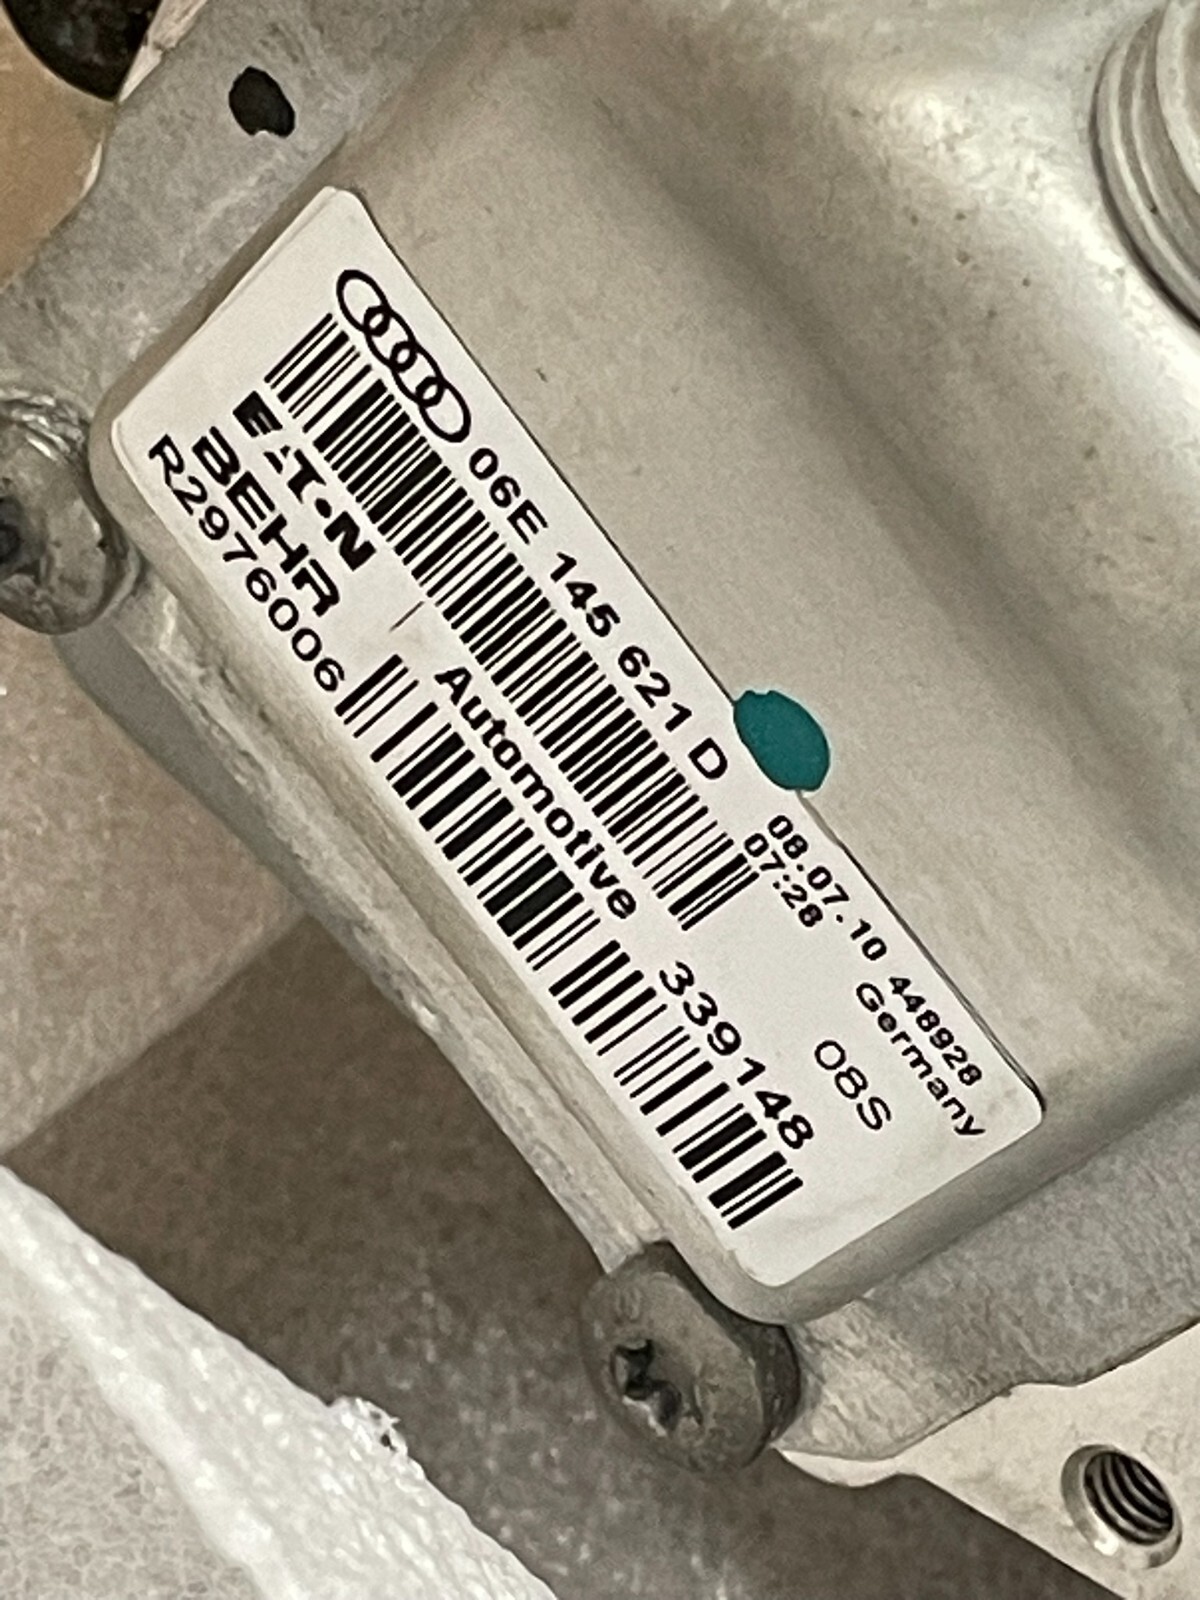 06E 145 621 D
08.07.10 448928
07:28 Germany
EATON
Automotive
08S
BEHR
R2976006
339148